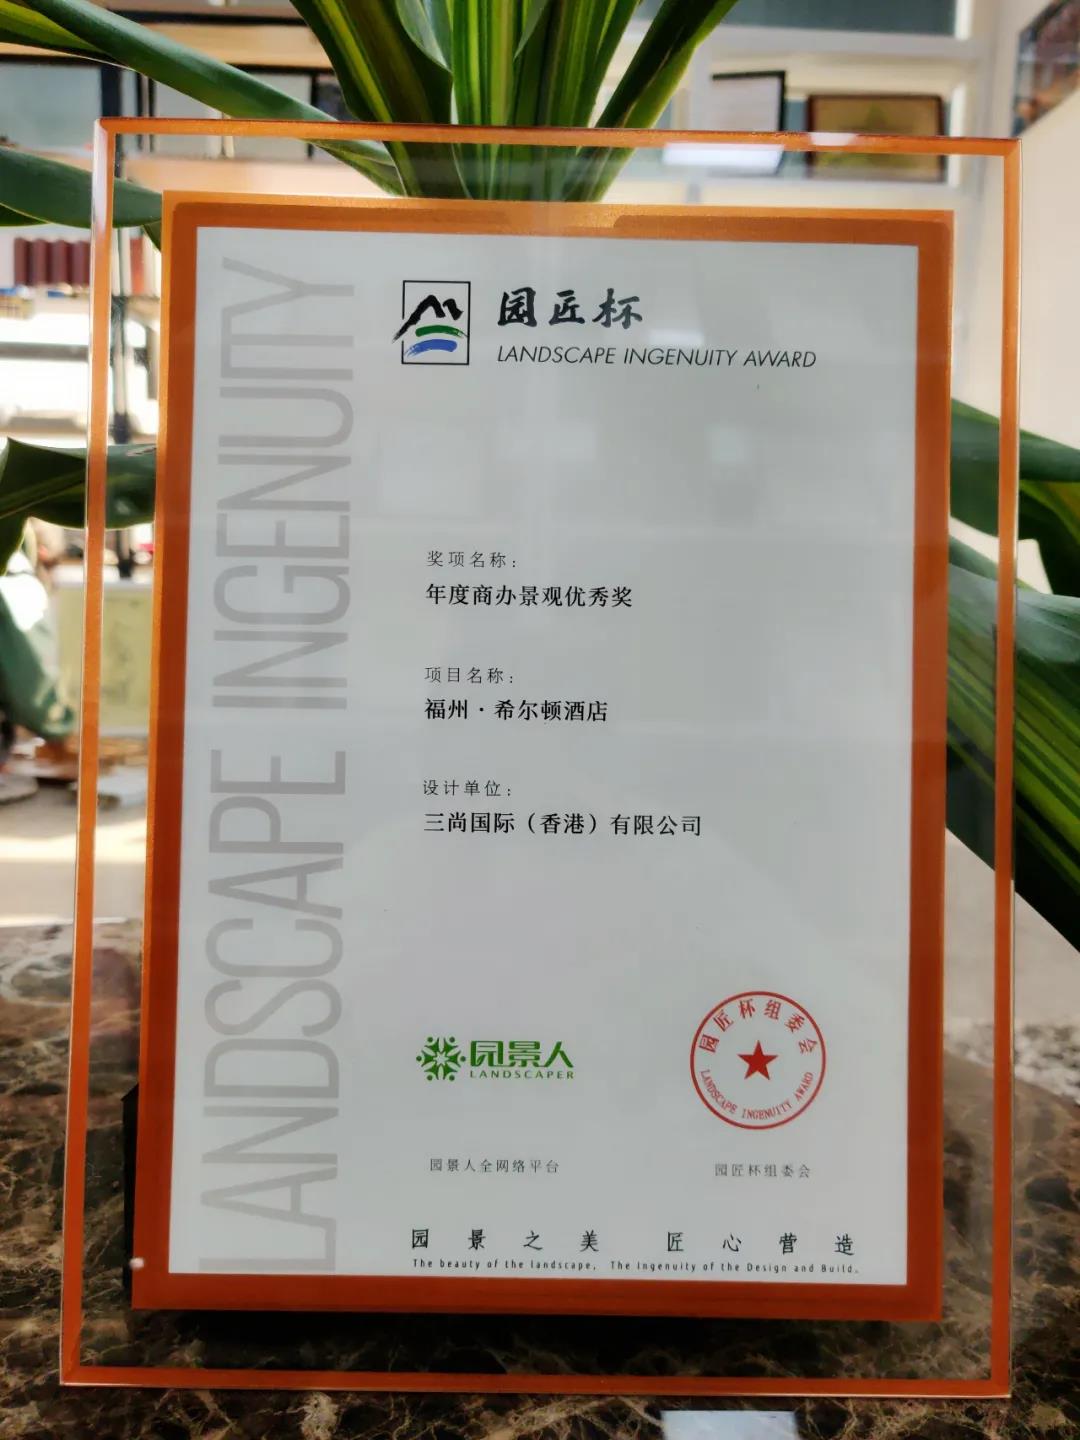 LANDSCAPE INGENUITY
园匠杯
LANDSCAPE INGENUITY AWARD
奖项名称：
年度商办景观优秀奖
项目名称：
福州·希尔顿酒店
设计单位：
三尚国际（香港）有限公司
园景人
LANDSCAPER
园匠杯组委会
LANDSCAPE INGENUITY AWARD
园景人全网络平台
园匠杯组委会
园景之美 匠心营造
The beauty of the landscape, The Ingenuity of the Design and Build.